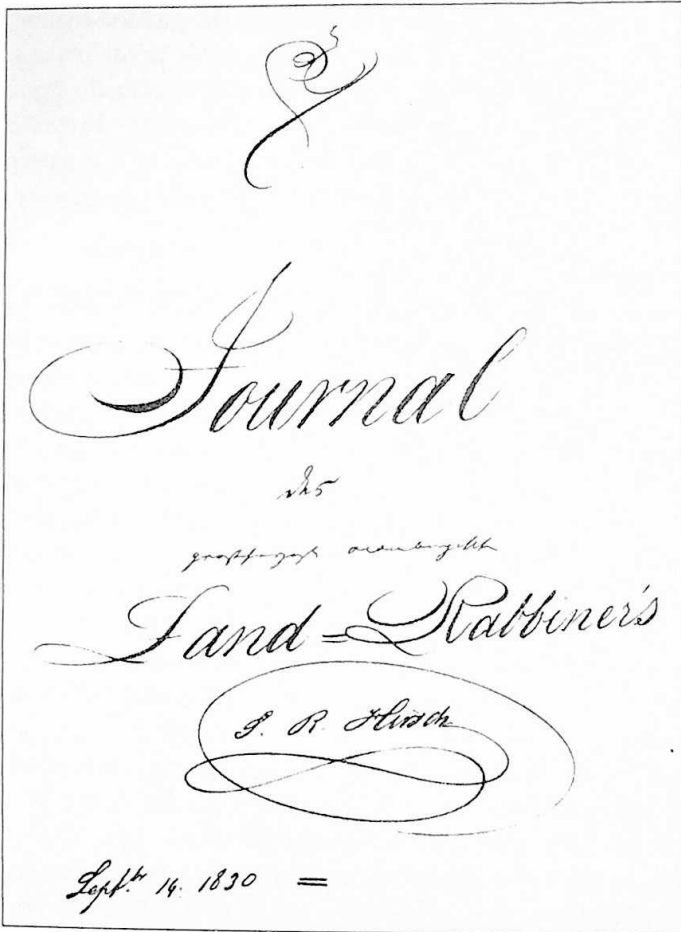 Journal
des
Land=Rabbiner's
S. R. Hirsch
Septbr 14. 1830 =